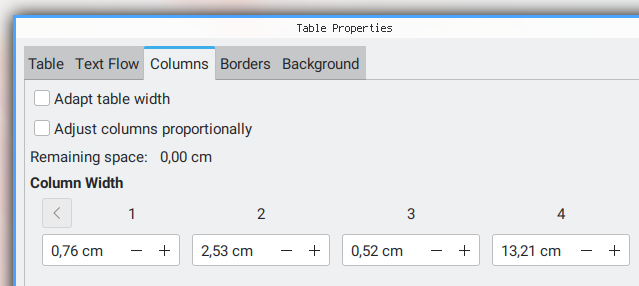 Table Properties
Table Text Flow Columns Borders Background
Adapt table width
Adjust columns proportionally
Remaining space: 0,00 cm
Column Width
1 2 3 4
0,76 cm 2,53 cm 0,52 cm 13,21 cm